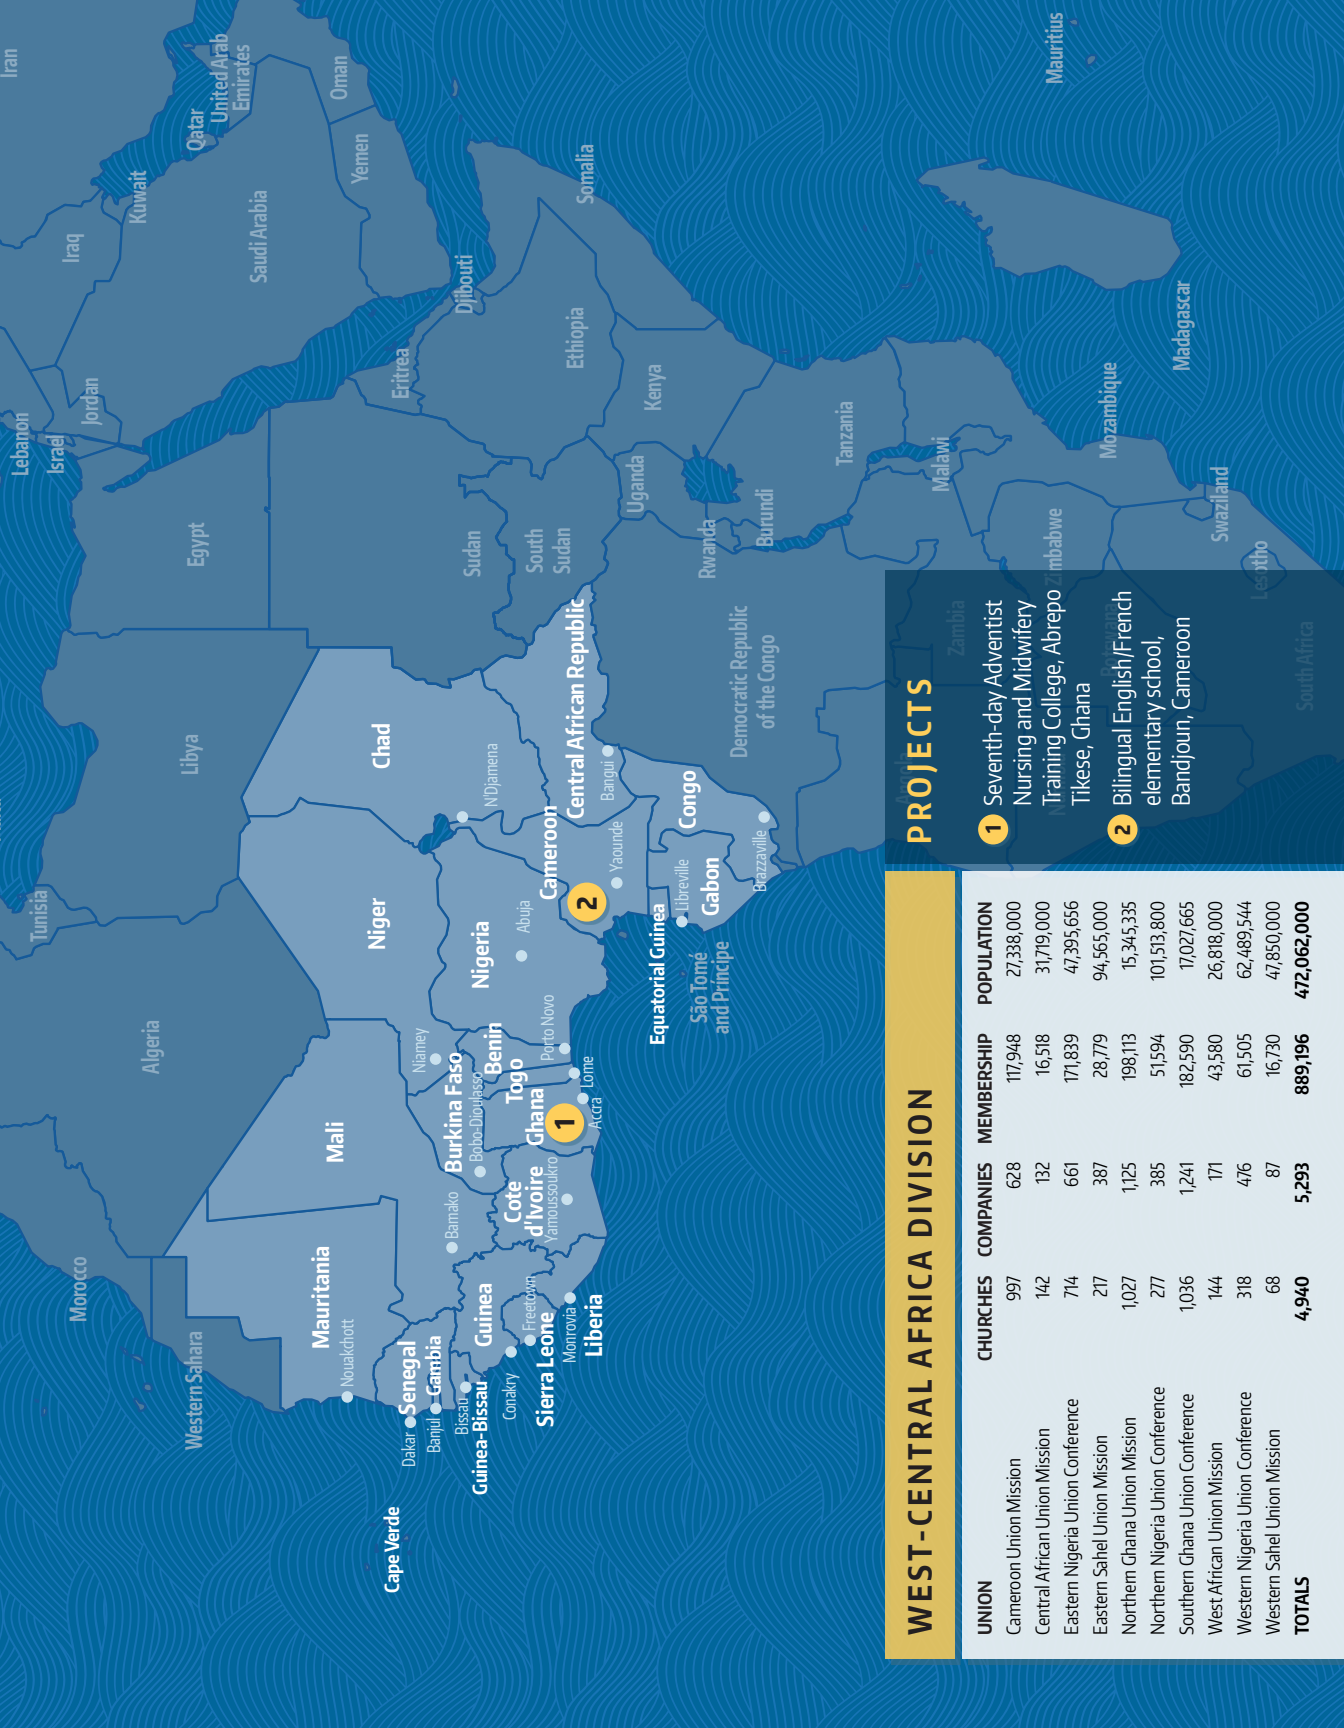 Iran
United Arab
Emirates
Qatar
Oman
Yemen
Kuwait
Iraq
Saudi Arabia
Somalia
Mauritius
Djibouti
Lebanon
Israel
Jordan
Eritrea
Ethiopia
Kenya
Madagascar
Mozambique
Tanzania
Malawi
Uganda
Egypt
Sudan
South
Sudan
Rwanda
Burundi
Zimbabwe
Swaziland
Lesotho
Zambia
South Africa
Democratic Republic
of the Congo
Libya
Tunisia
Algeria
Morocco
Western Sahara
São Tomé
and Príncipe
Chad
N'Djamena
Central African Republic
Bangui
Cameroon
Yaounde
Congo
Brazzaville
Gabon
Libreville
Equatorial Guinea
Niger
Niamey
Nigeria
Abuja
Benin
Porto Novo
Togo
Lome
Ghana
Accra
Burkina Faso
Bobo-Dioulasso
Mali
Bamako
Cote
d'Ivoire
Yamoussoukro
Mauritania
Nouakchott
Senegal
Dakar
Gambia
Banjul
Guinea-Bissau
Bissau
Guinea
Conakry
Sierra Leone
Freetown
Liberia
Monrovia
Cape Verde
1
2
WEST-CENTRAL AFRICA DIVISION
UNION CHURCHES COMPANIES MEMBERSHIP POPULATION
Cameroon Union Mission 997 628 117,948 27,338,000
Central African Union Mission 142 132 16,518 31,719,000
Eastern Nigeria Union Conference 714 661 171,839 47,395,656
Eastern Sahel Union Mission 217 387 28,779 94,565,000
Northern Ghana Union Mission 1,027 1,125 198,113 15,345,335
Northern Nigeria Union Conference 277 385 51,594 101,513,800
Southern Ghana Union Conference 1,036 1,241 182,590 17,027,665
West African Union Mission 144 171 43,580 26,818,000
Western Nigeria Union Conference 318 476 61,505 62,489,544
Western Sahel Union Mission 68 87 16,730 47,850,000
TOTALS 4,940 5,293 889,196 472,062,000
PROJECTS
1 Seventh-day Adventist
Nursing and Midwifery
Training College, Abrepo
Tikese, Ghana
2 Bilingual English/French
elementary school,
Bandjoun, Cameroon